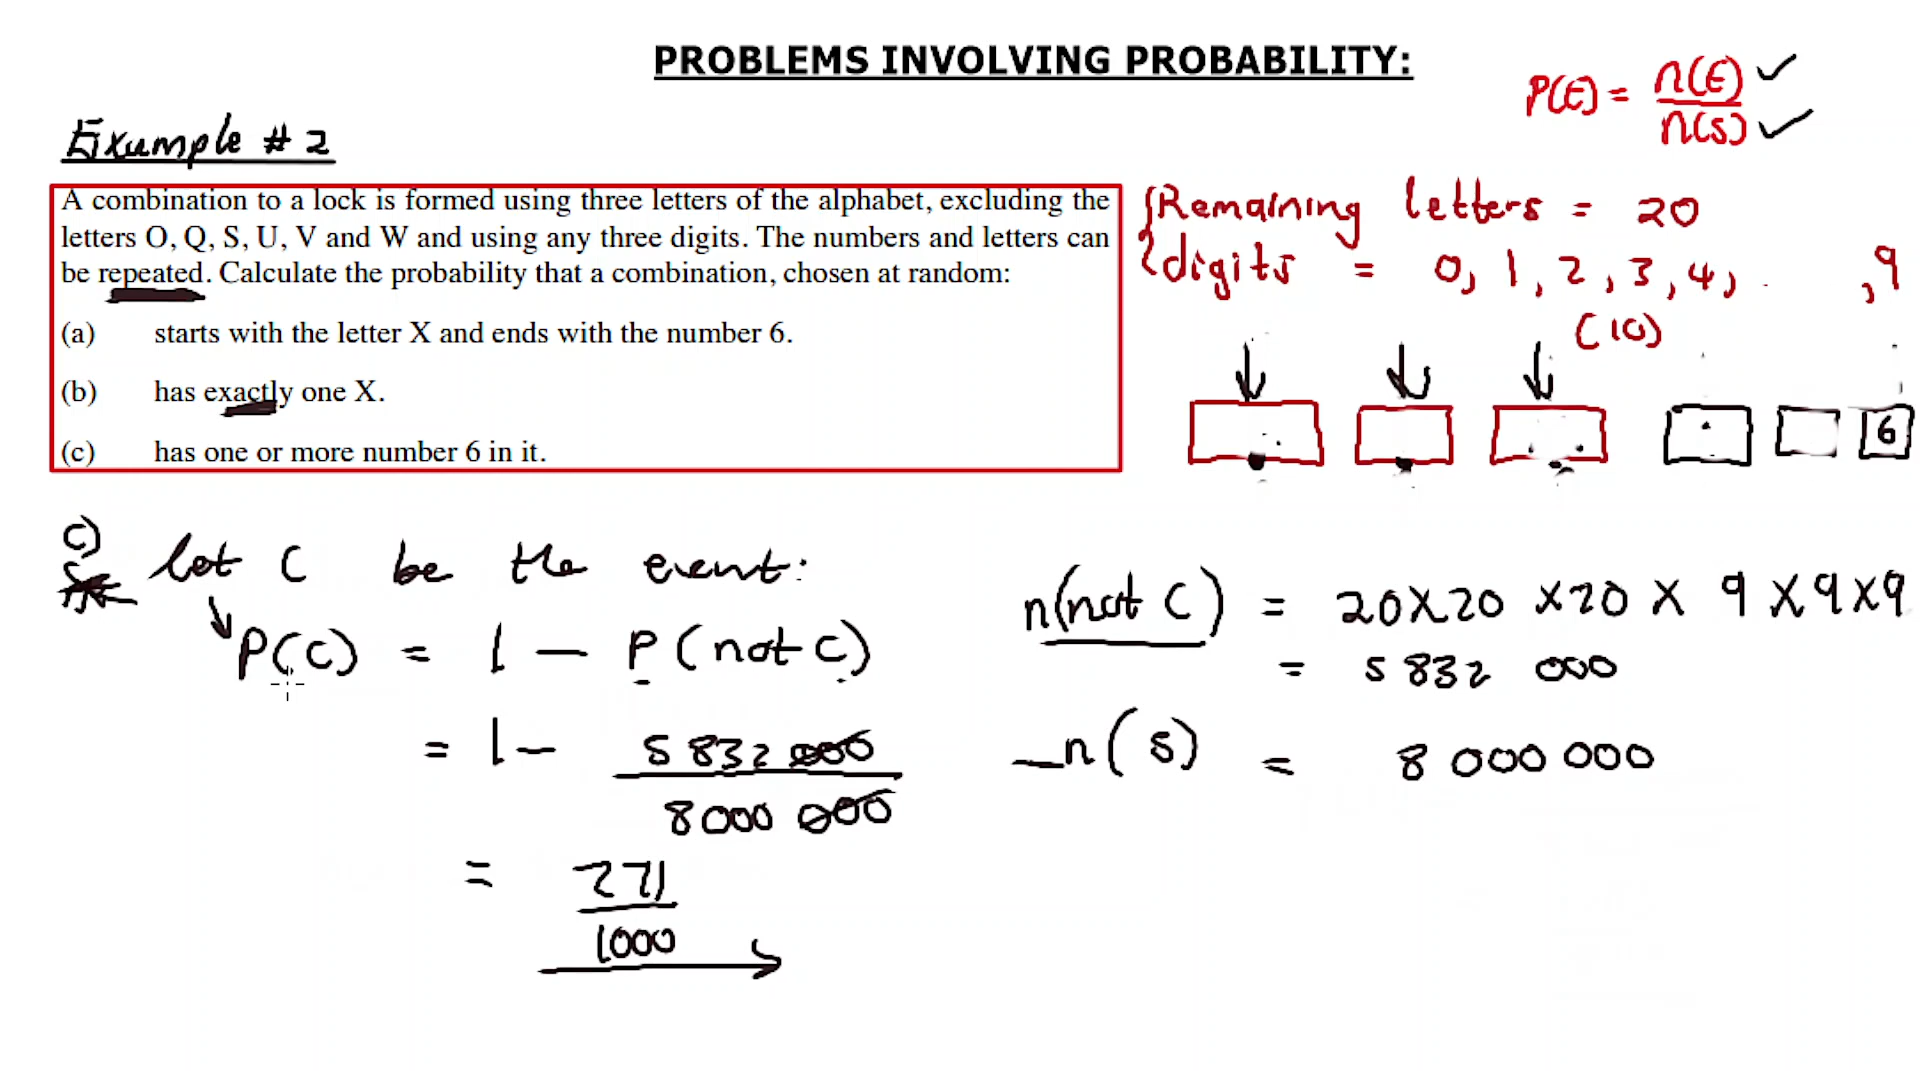 PROBLEMS INVOLVING PROBABILITY:
P(E) = n(E)
n(S)
Example # 2
A combination to a lock is formed using three letters of the alphabet, excluding the
letters O, Q, S, U, V and W and using any three digits. The numbers and letters can
be repeated. Calculate the probability that a combination, chosen at random:
(a) starts with the letter X and ends with the number 6.
(b) has exactly one X.
(c) has one or more number 6 in it.
Remaining letters = 20
digits = 0, 1, 2, 3, 4, . , 9
(10)
6
c)
let C be the event:
P(C) = 1 − P(not C)
= 1 − 5 832 000
8000 000
= 271
1000
n(not C) = 20 × 20 × 20 × 9 × 9 × 9
= 5 832 000
n(s) = 8 000 000